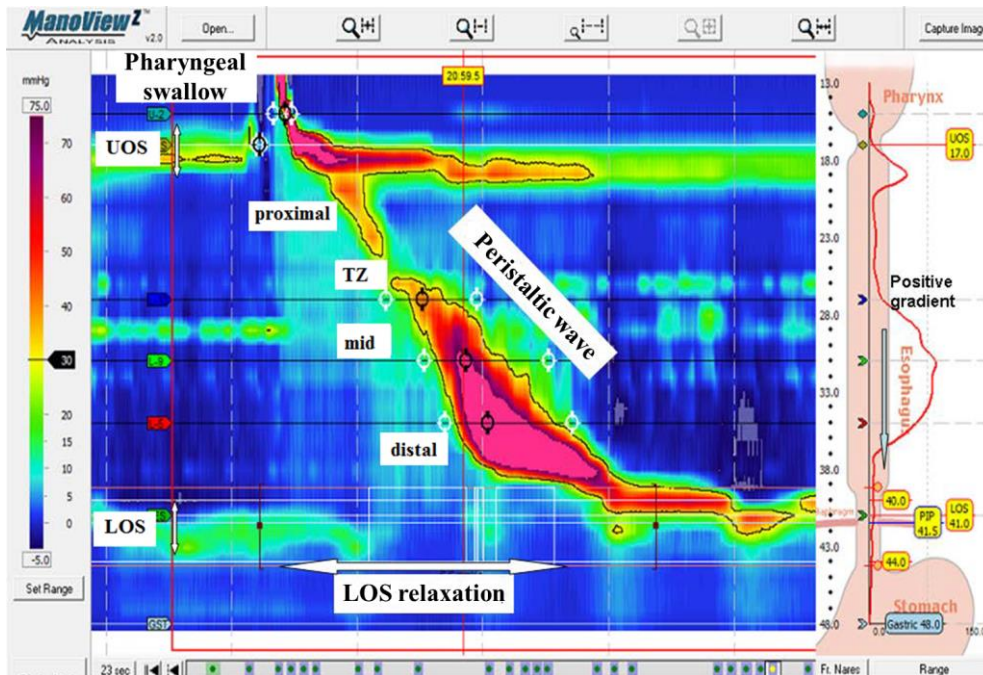 ManoView Z™
ANALYSIS v2.0
Open...
Capture Imag
mmHg
75.0
70
60
50
40
30
20
15
10
5
0
-5.0
Set Range
Pharyngeal
swallow
UOS
proximal
TZ
mid
distal
LOS
Peristaltic wave
LOS relaxation
20:59.5
GST
13.0
18.0
23.0
28.0
33.0
38.0
43.0
48.0
Pharynx
UOS
17.0
Positive
gradient
Esophagus
40.0
PIP
41.5
LOS
41.0
44.0
Stomach
Gastric 48.0
0.0
150.0
23 sec
Fr. Nares
Range